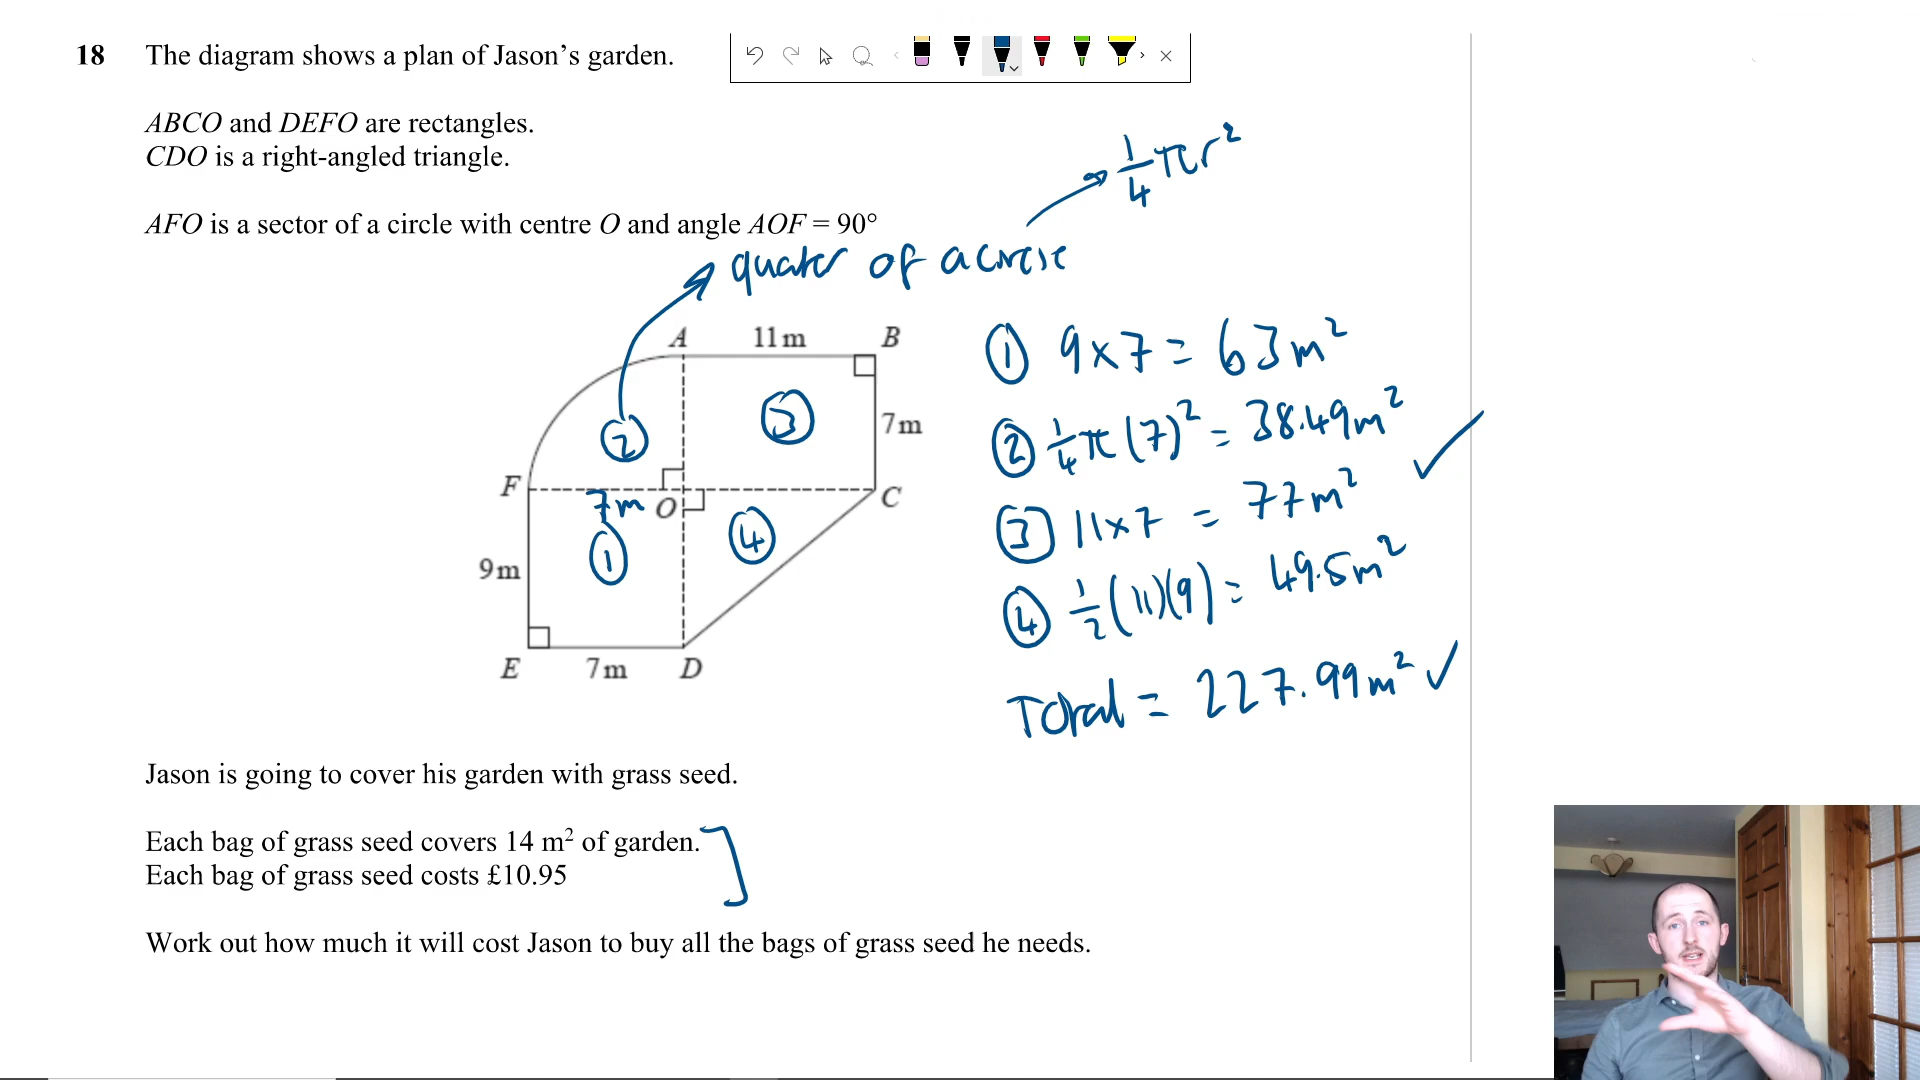 18 The diagram shows a plan of Jason's garden.
ABCO and DEFO are rectangles.
CDO is a right-angled triangle.
1/4 πr²
AFO is a sector of a circle with centre O and angle AOF = 90°
quater of a circle
A 11 m B
① 9 × 7 = 63m²
② ③ 7 m
② 1/4 π (7)² = 38.49m² ✓
F 7m O C
③ 11×7 = 77m²
9 m ① ④
④ 1/2 (11)(9) = 49.5m²
E 7 m D
Total = 227.99m² ✓
Jason is going to cover his garden with grass seed.
Each bag of grass seed covers 14 m² of garden.
Each bag of grass seed costs £10.95
Work out how much it will cost Jason to buy all the bags of grass seed he needs.